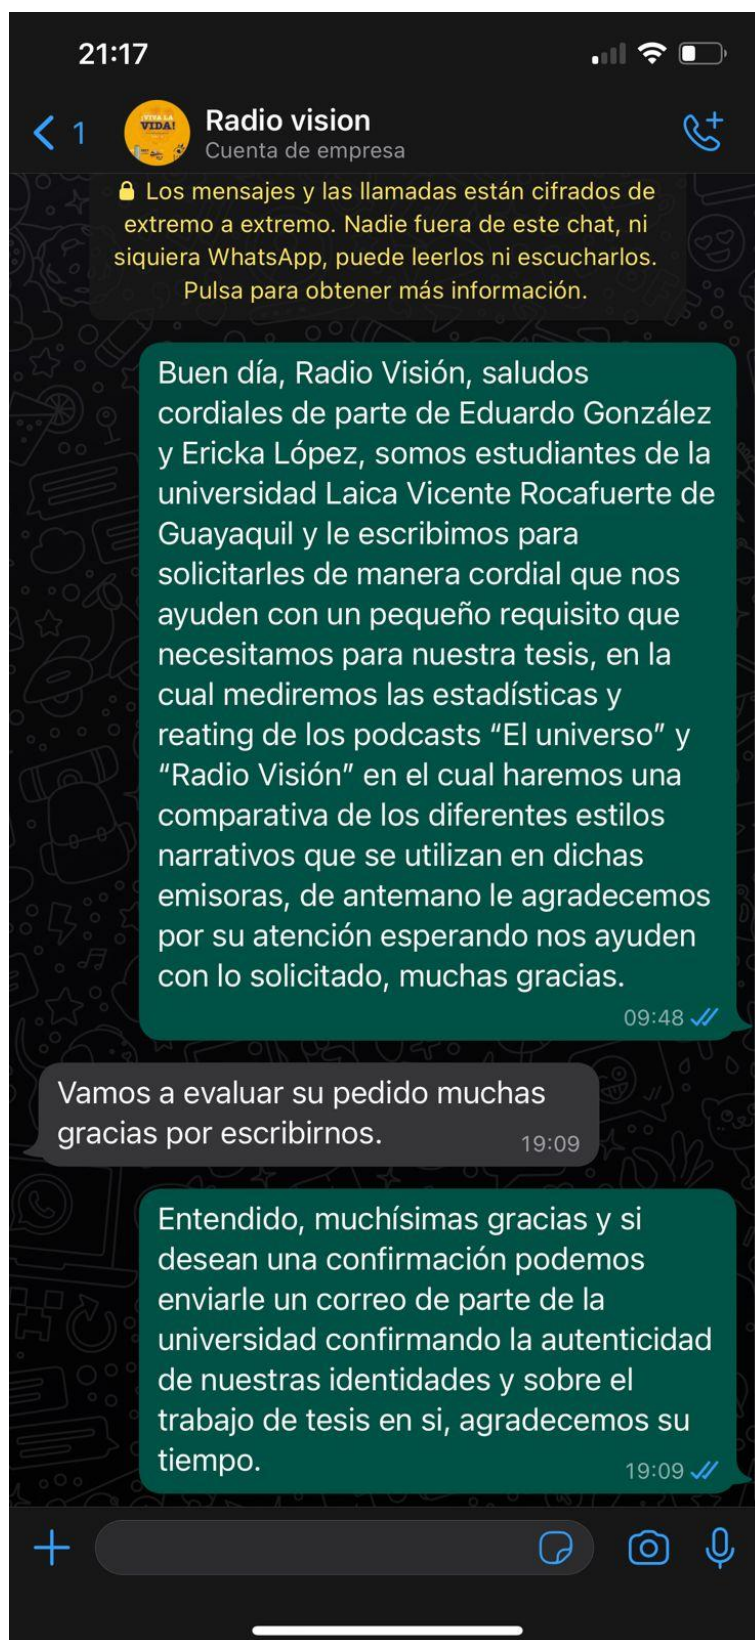 21:17
1
¡VIVA LA
VIDA!
Radio vision
Cuenta de empresa
Los mensajes y las llamadas están cifrados de
extremo a extremo. Nadie fuera de este chat, ni
siquiera WhatsApp, puede leerlos ni escucharlos.
Pulsa para obtener más información.
Buen día, Radio Visión, saludos
cordiales de parte de Eduardo González
y Ericka López, somos estudiantes de la
universidad Laica Vicente Rocafuerte de
Guayaquil y le escribimos para
solicitarles de manera cordial que nos
ayuden con un pequeño requisito que
necesitamos para nuestra tesis, en la
cual mediremos las estadísticas y
reating de los podcasts “El universo” y
“Radio Visión” en el cual haremos una
comparativa de los diferentes estilos
narrativos que se utilizan en dichas
emisoras, de antemano le agradecemos
por su atención esperando nos ayuden
con lo solicitado, muchas gracias.
09:48
Vamos a evaluar su pedido muchas
gracias por escribirnos.
19:09
Entendido, muchísimas gracias y si
desean una confirmación podemos
enviarle un correo de parte de la
universidad confirmando la autenticidad
de nuestras identidades y sobre el
trabajo de tesis en si, agradecemos su
tiempo.
19:09